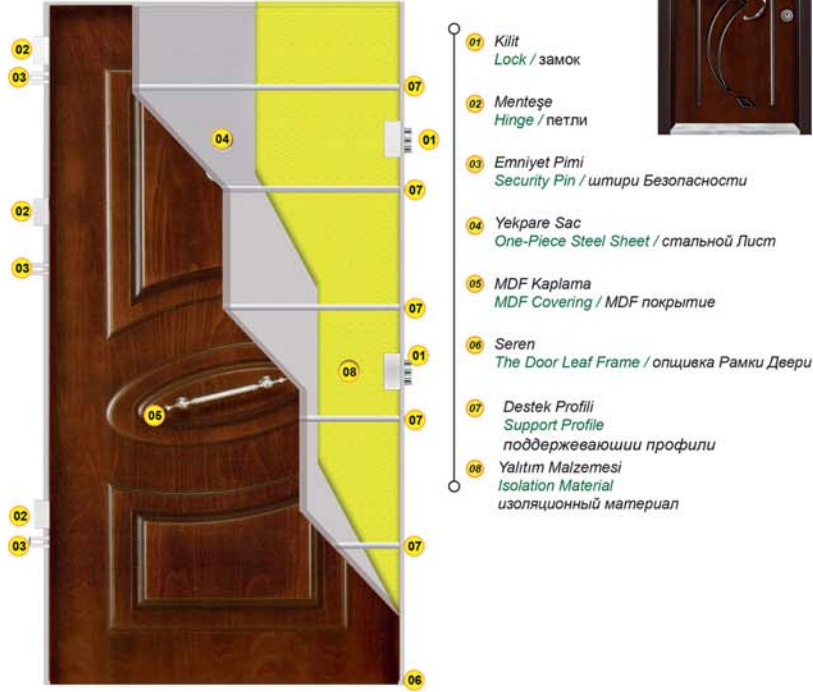 02
03
04
07
01
07
02
03
07
01
08
05
07
02
03
07
06
01 Kilit
Lock / замок
02 Menteşe
Hinge / петли
03 Emniyet Pimi
Security Pin / штири Безопасности
04 Yekpare Sac
One-Piece Steel Sheet / стальной Лист
05 MDF Kaplama
MDF Covering / MDF покрытие
06 Seren
The Door Leaf Frame / опщивка Рамки Двери
07 Destek Profili
Support Profile
поддержеваюшии профили
08 Yalıtım Malzemesi
Isolation Material
изоляционный материал